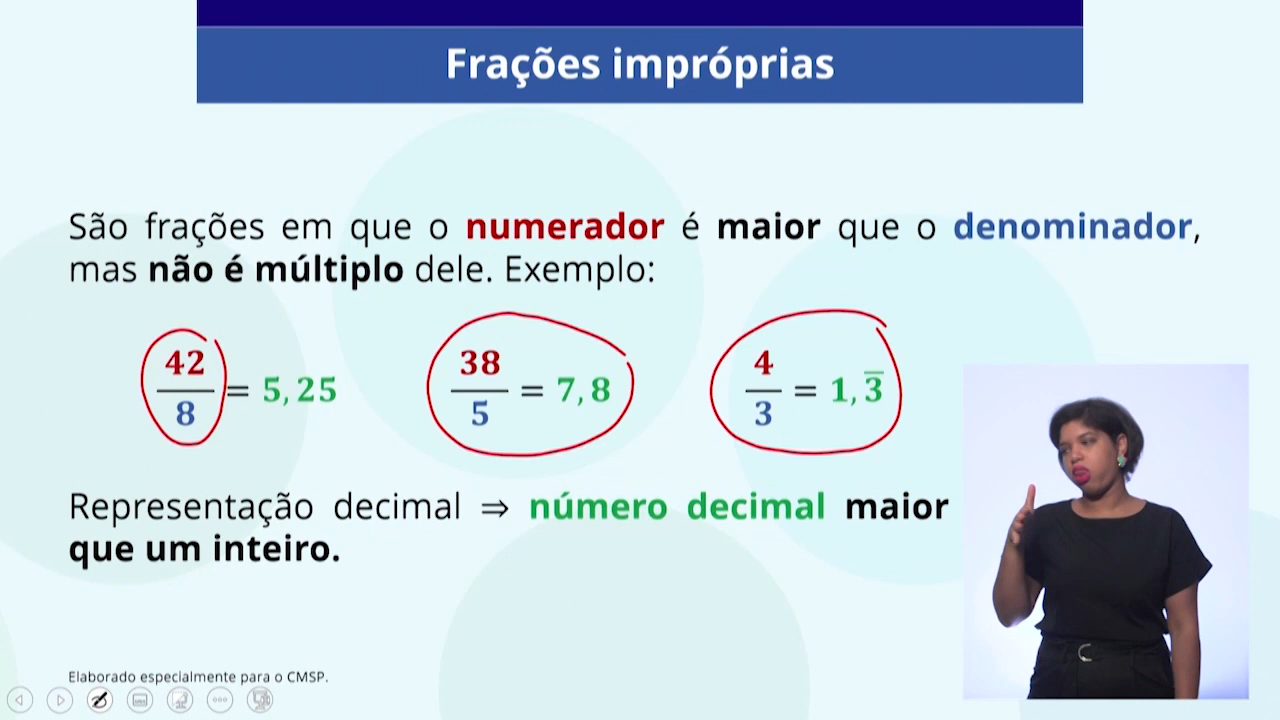 Frações impróprias
São frações em que o numerador é maior que o denominador,
mas não é múltiplo dele. Exemplo:
42/8 = 5,25 38/5 = 7,8 4/3 = 1,3̅
Representação decimal ⇒ número decimal maior
que um inteiro.
Elaborado especialmente para o CMSP.